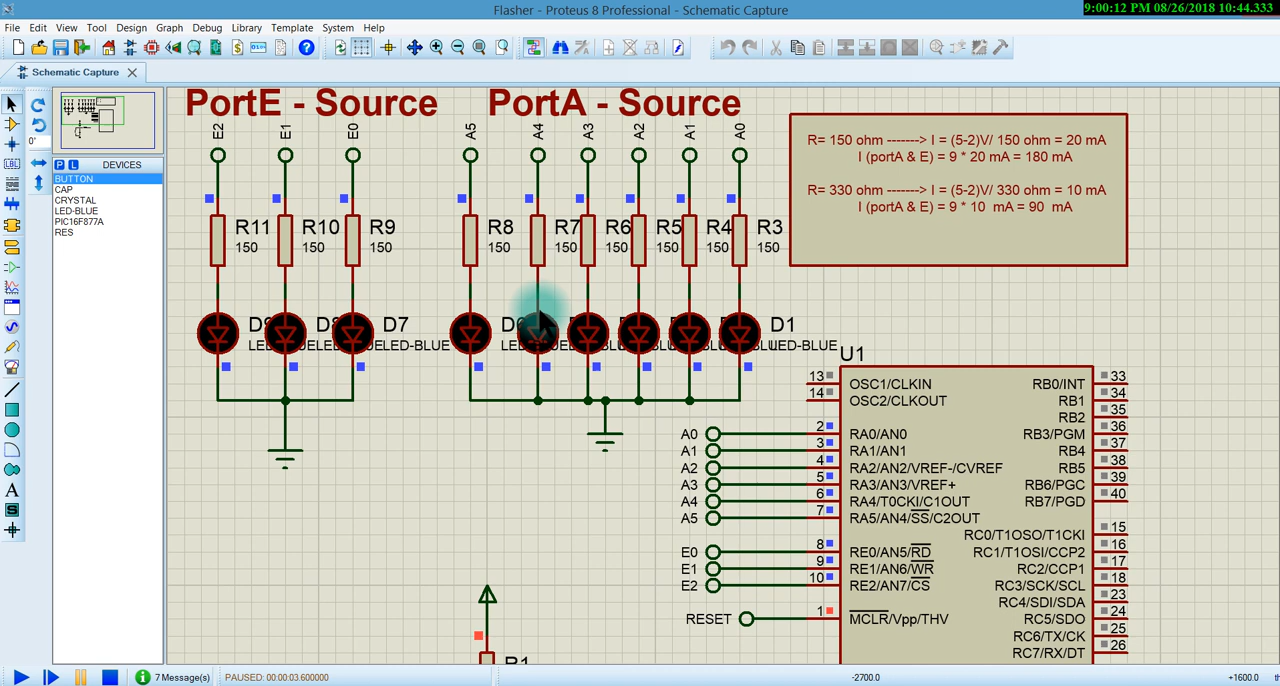 Flasher - Proteus 8 Professional - Schematic Capture
9:00:12 PM 08/26/2018 10:44.333
File Edit View Tool Design Graph Debug Library Template System Help
Schematic Capture
PortE - Source PortA - Source
E2 E1 E0 A5 A4 A3 A2 A1 A0
R= 150 ohm -------> I = (5-2)V/ 150 ohm = 20 mA
I (portA & E) = 9 * 20 mA = 180 mA
R= 330 ohm -------> I = (5-2)V/ 330 ohm = 10 mA
I (portA & E) = 9 * 10 mA = 90 mA
0°
P L DEVICES
BUTTON
CAP
CRYSTAL
LED-BLUE
PIC16F877A
RES
R11 R10 R9 R8 R7 R6 R5 R4 R3
150 150 150 150 150 150 150 150 150
D7 D1
LED-BLUE LED-BLUE
U1
13 OSC1/CLKIN RB0/INT 33
14 OSC2/CLKOUT RB1 34
RB2 35
A0 2 RA0/AN0 RB3/PGM 36
A1 3 RA1/AN1 RB4 37
A2 4 RA2/AN2/VREF-/CVREF RB5 38
A3 5 RA3/AN3/VREF+ RB6/PGC 39
A4 6 RA4/T0CKI/C1OUT RB7/PGD 40
A5 7 RA5/AN4/SS/C2OUT
RC0/T1OSO/T1CKI 15
E0 8 RE0/AN5/RD RC1/T1OSI/CCP2 16
E1 9 RE1/AN6/WR RC2/CCP1 17
E2 10 RE2/AN7/CS RC3/SCK/SCL 18
RC4/SDI/SDA 23
RESET 1 MCLR/Vpp/THV RC5/SDO 24
RC6/TX/CK 25
RC7/RX/DT 26
R1
7 Message(s) PAUSED: 00:00:03.600000 -2700.0 +1600.0 th